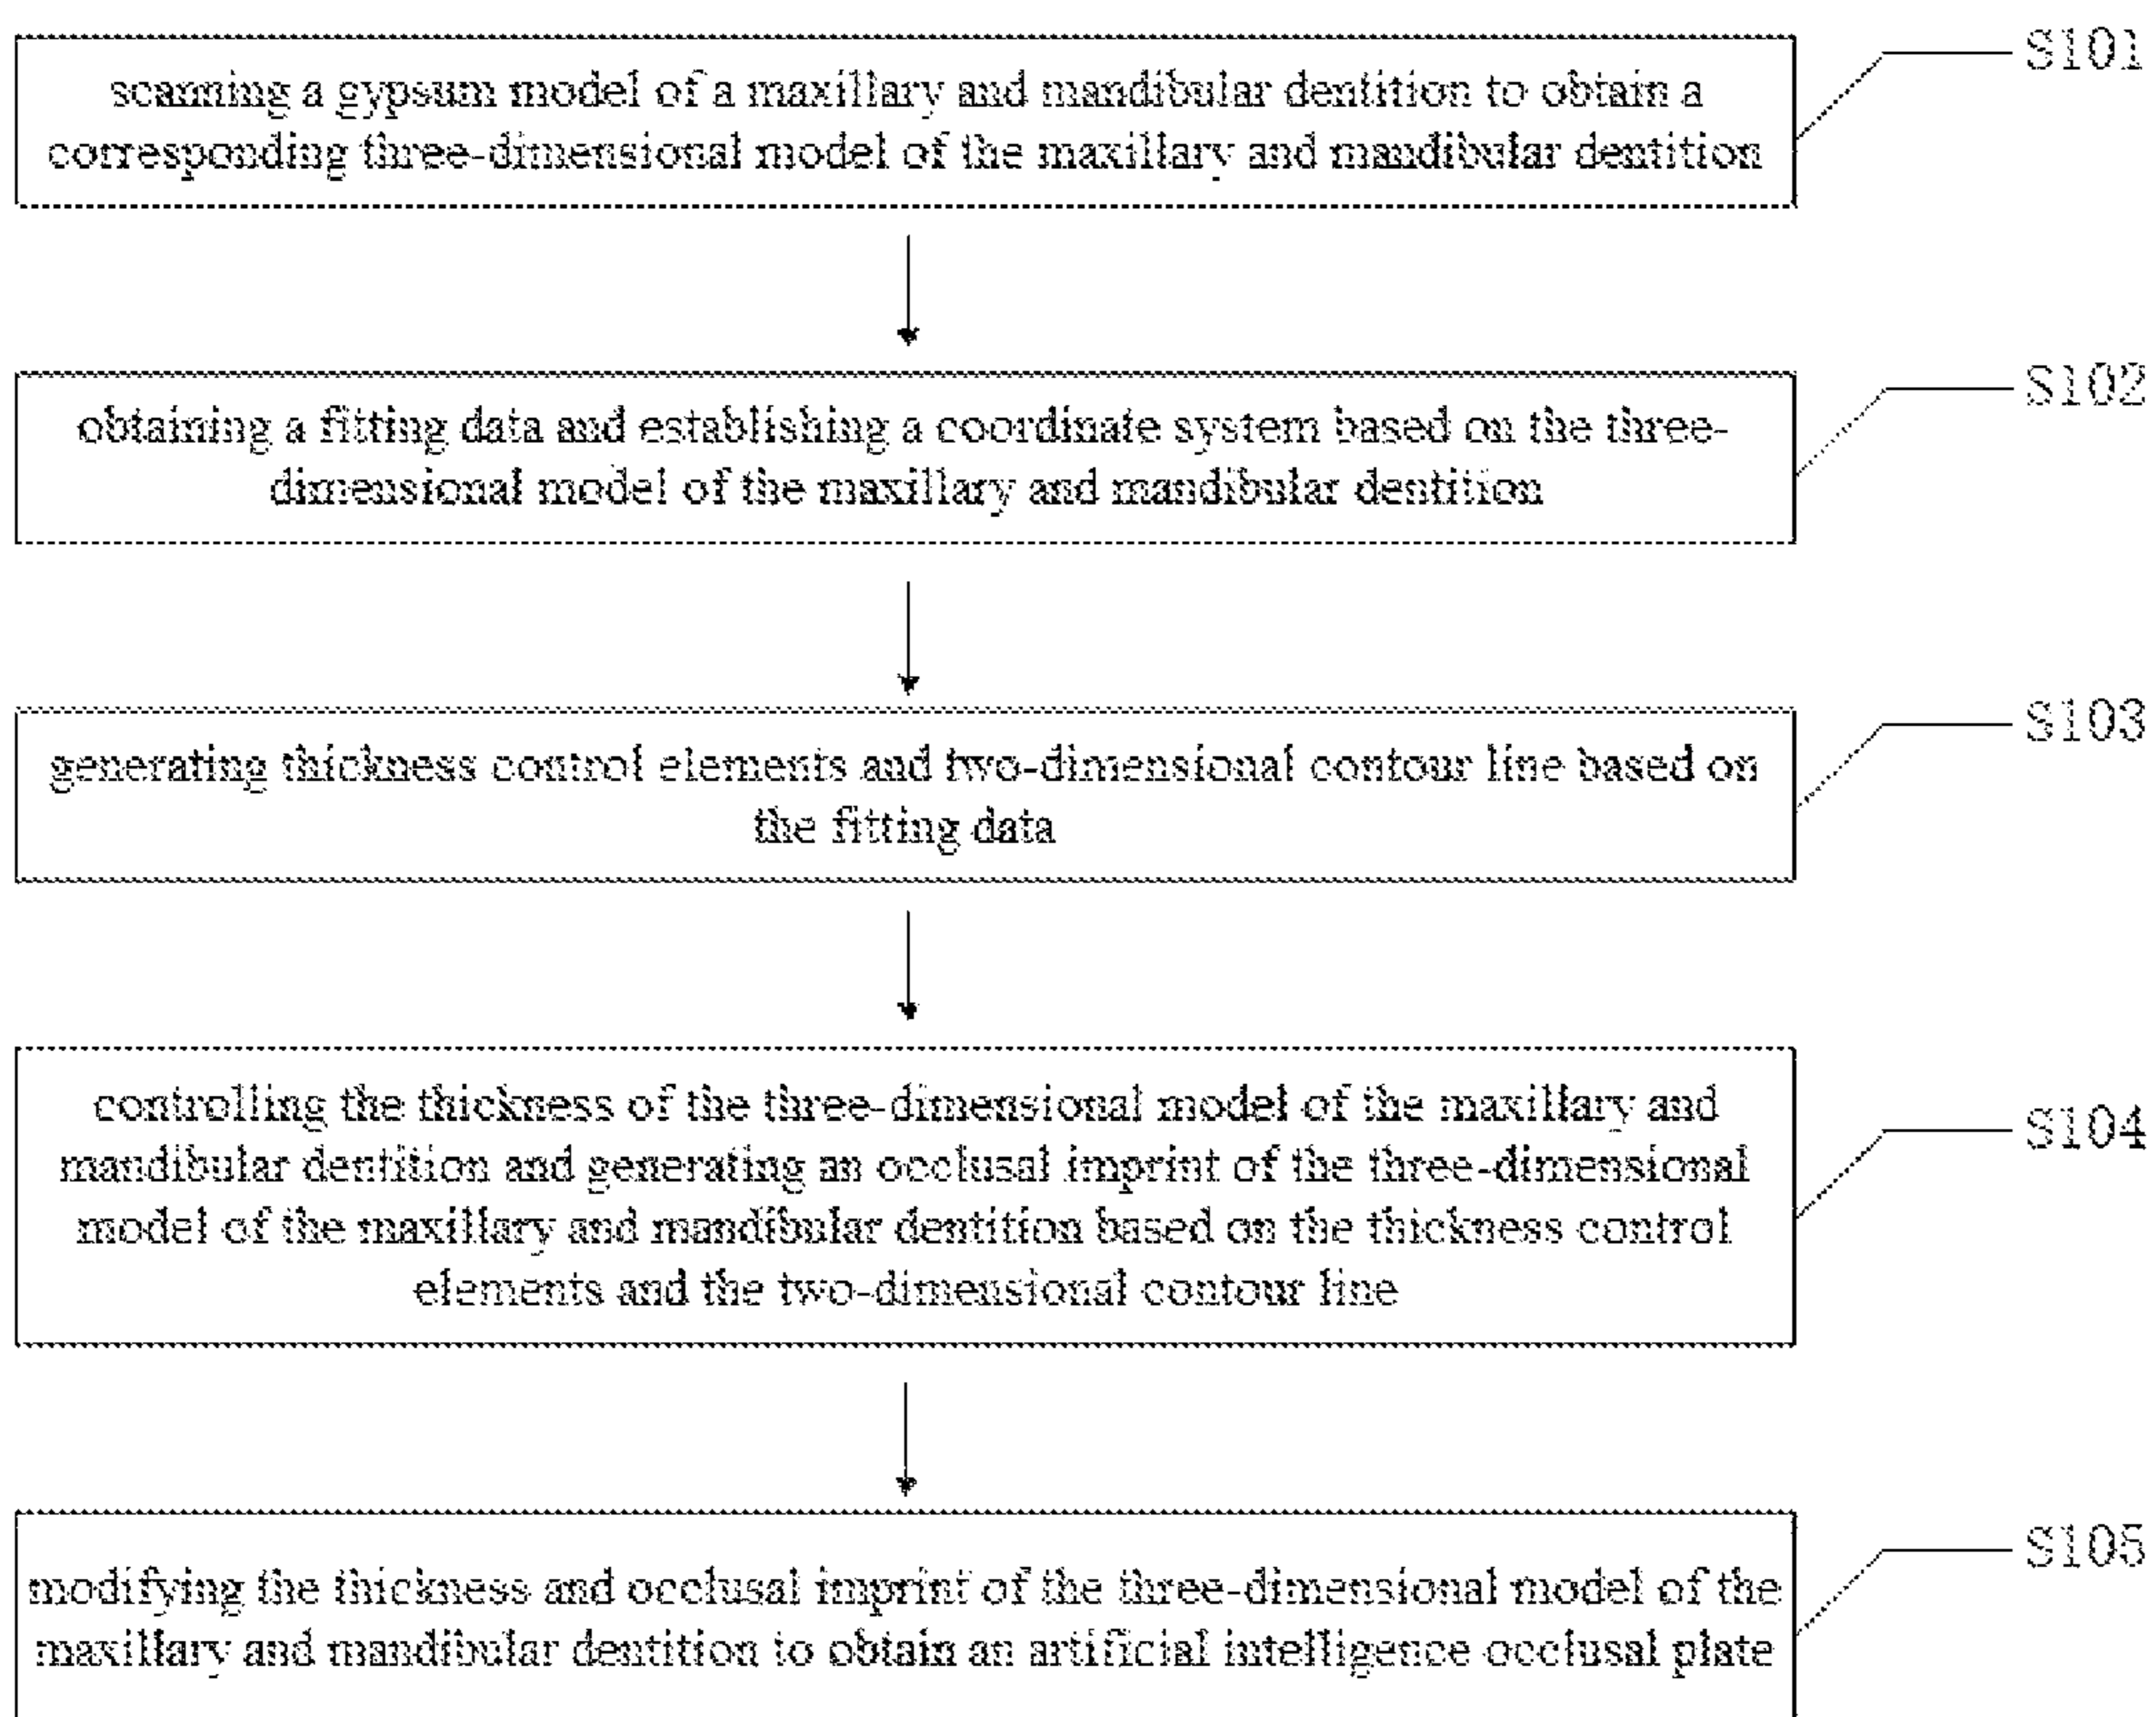 S101
scanning a gypsum model of a maxillary and mandibular dentition to obtain a
corresponding three-dimensional model of the maxillary and mandibular dentition
S102
obtaining a fitting data and establishing a coordinate system based on the three-
dimensional model of the maxillary and mandibular dentition
S103
generating thickness control elements and two-dimensional contour line based on
the fitting data
S104
controlling the thickness of the three-dimensional model of the maxillary and
mandibular dentition and generating an occlusal imprint of the three-dimensional
model of the maxillary and mandibular dentition based on the thickness control
elements and the two-dimensional contour line
S105
modifying the thickness and occlusal imprint of the three-dimensional model of the
maxillary and mandibular dentition to obtain an artificial intelligence occlusal plate